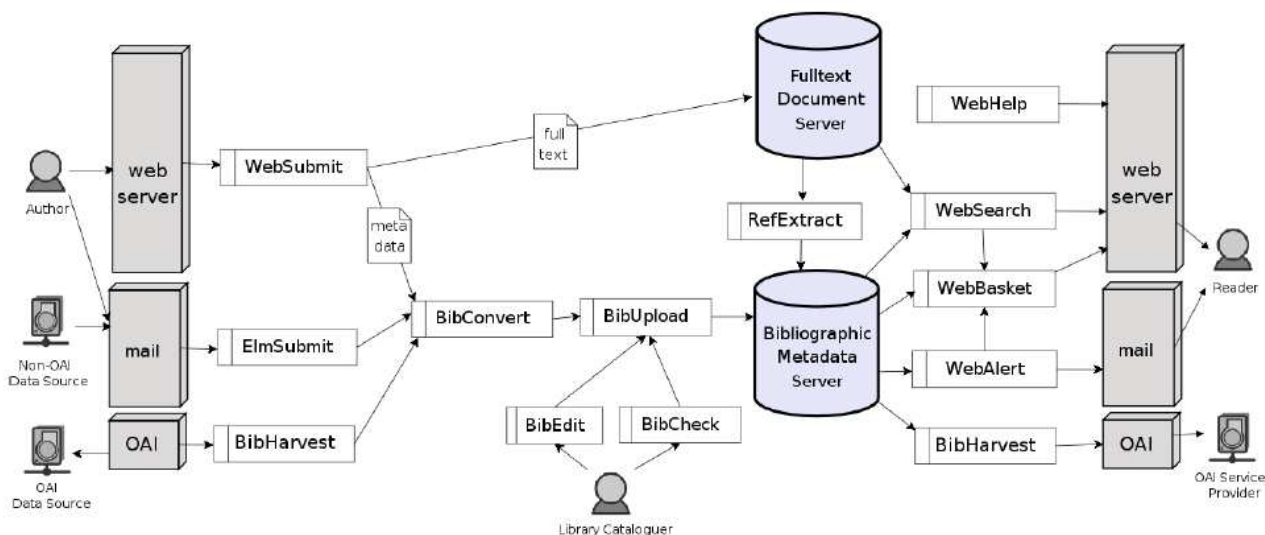 Author
Non-OAI
Data Source
OAI
Data Source
web
server
mail
OAI
WebSubmit
ElmSubmit
BibHarvest
full
text
meta
data
BibConvert
BibUpload
BibEdit
BibCheck
Library Cataloguer
Fulltext
Document
Server
RefExtract
Bibliographic
Metadata
Server
WebHelp
WebSearch
WebBasket
WebAlert
BibHarvest
web
server
mail
OAI
Reader
OAI Service
Provider